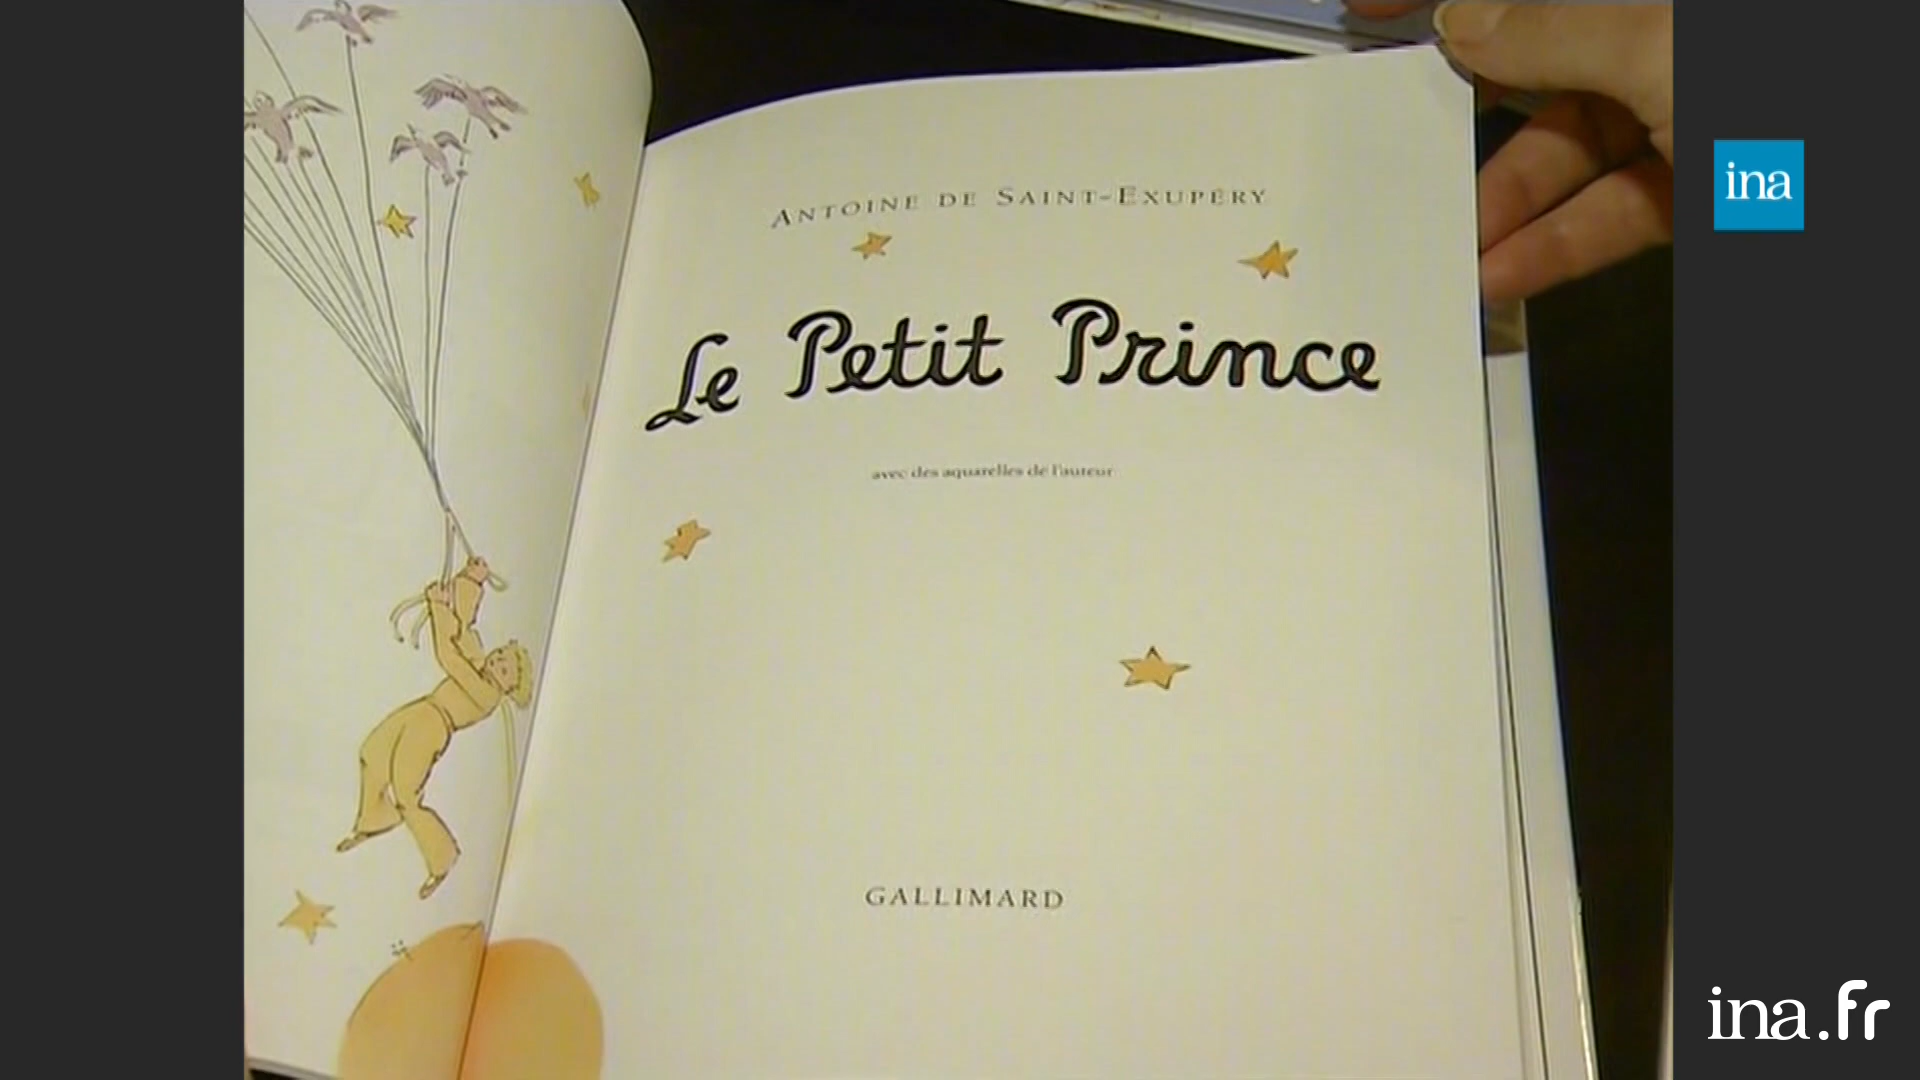 ANTOINE DE SAINT-EXUPÉRY
Le Petit Prince
avec des aquarelles de l'auteur
GALLIMARD
ina
ina.fr